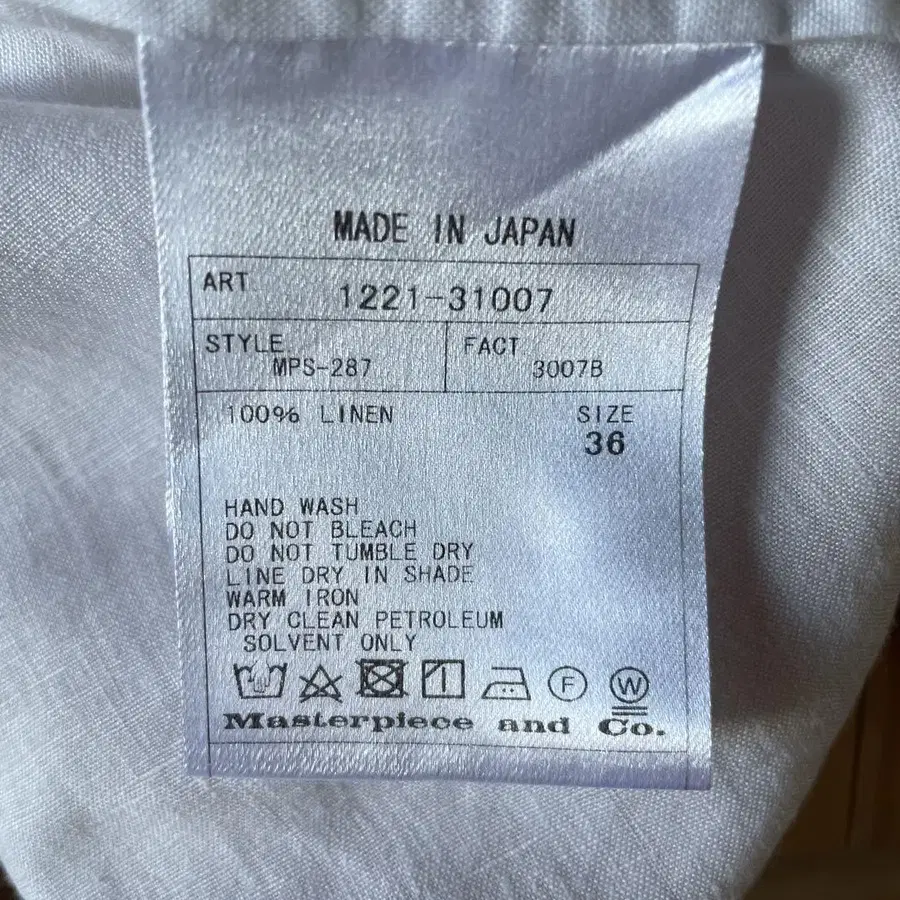 MADE IN JAPAN
ART 1221-31007
STYLE FACT
MPS-287 3007B
100% LINEN SIZE
36
HAND WASH
DO NOT BLEACH
DO NOT TUMBLE DRY
LINE DRY IN SHADE
WARM IRON
DRY CLEAN PETROLEUM
SOLVENT ONLY
F W
Masterpiece and Co.